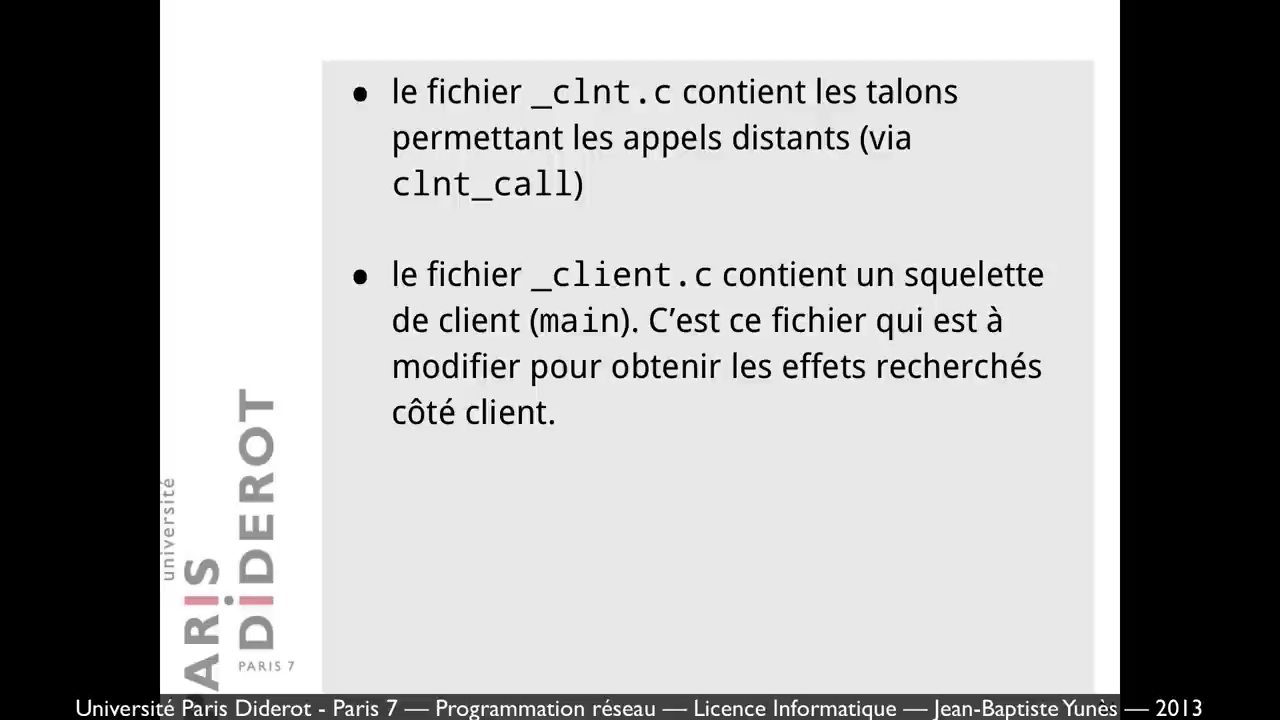 • le fichier _clnt.c contient les talons
permettant les appels distants (via
clnt_call)
• le fichier _client.c contient un squelette
de client (main). C’est ce fichier qui est à
modifier pour obtenir les effets recherchés
côté client.
université
ARIS
DiDEROT
PARIS 7
Université Paris Diderot - Paris 7 — Programmation réseau — Licence Informatique — Jean-Baptiste Yunès — 2013